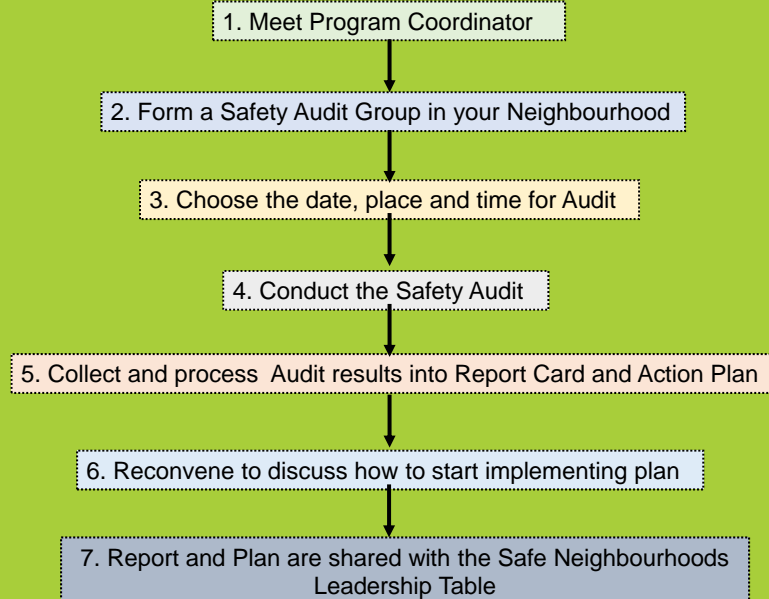 1. Meet Program Coordinator
2. Form a Safety Audit Group in your Neighbourhood
3. Choose the date, place and time for Audit
4. Conduct the Safety Audit
5. Collect and process  Audit results into Report Card and Action Plan
6. Reconvene to discuss how to start implementing plan
7. Report and Plan are shared with the Safe Neighbourhoods
Leadership Table